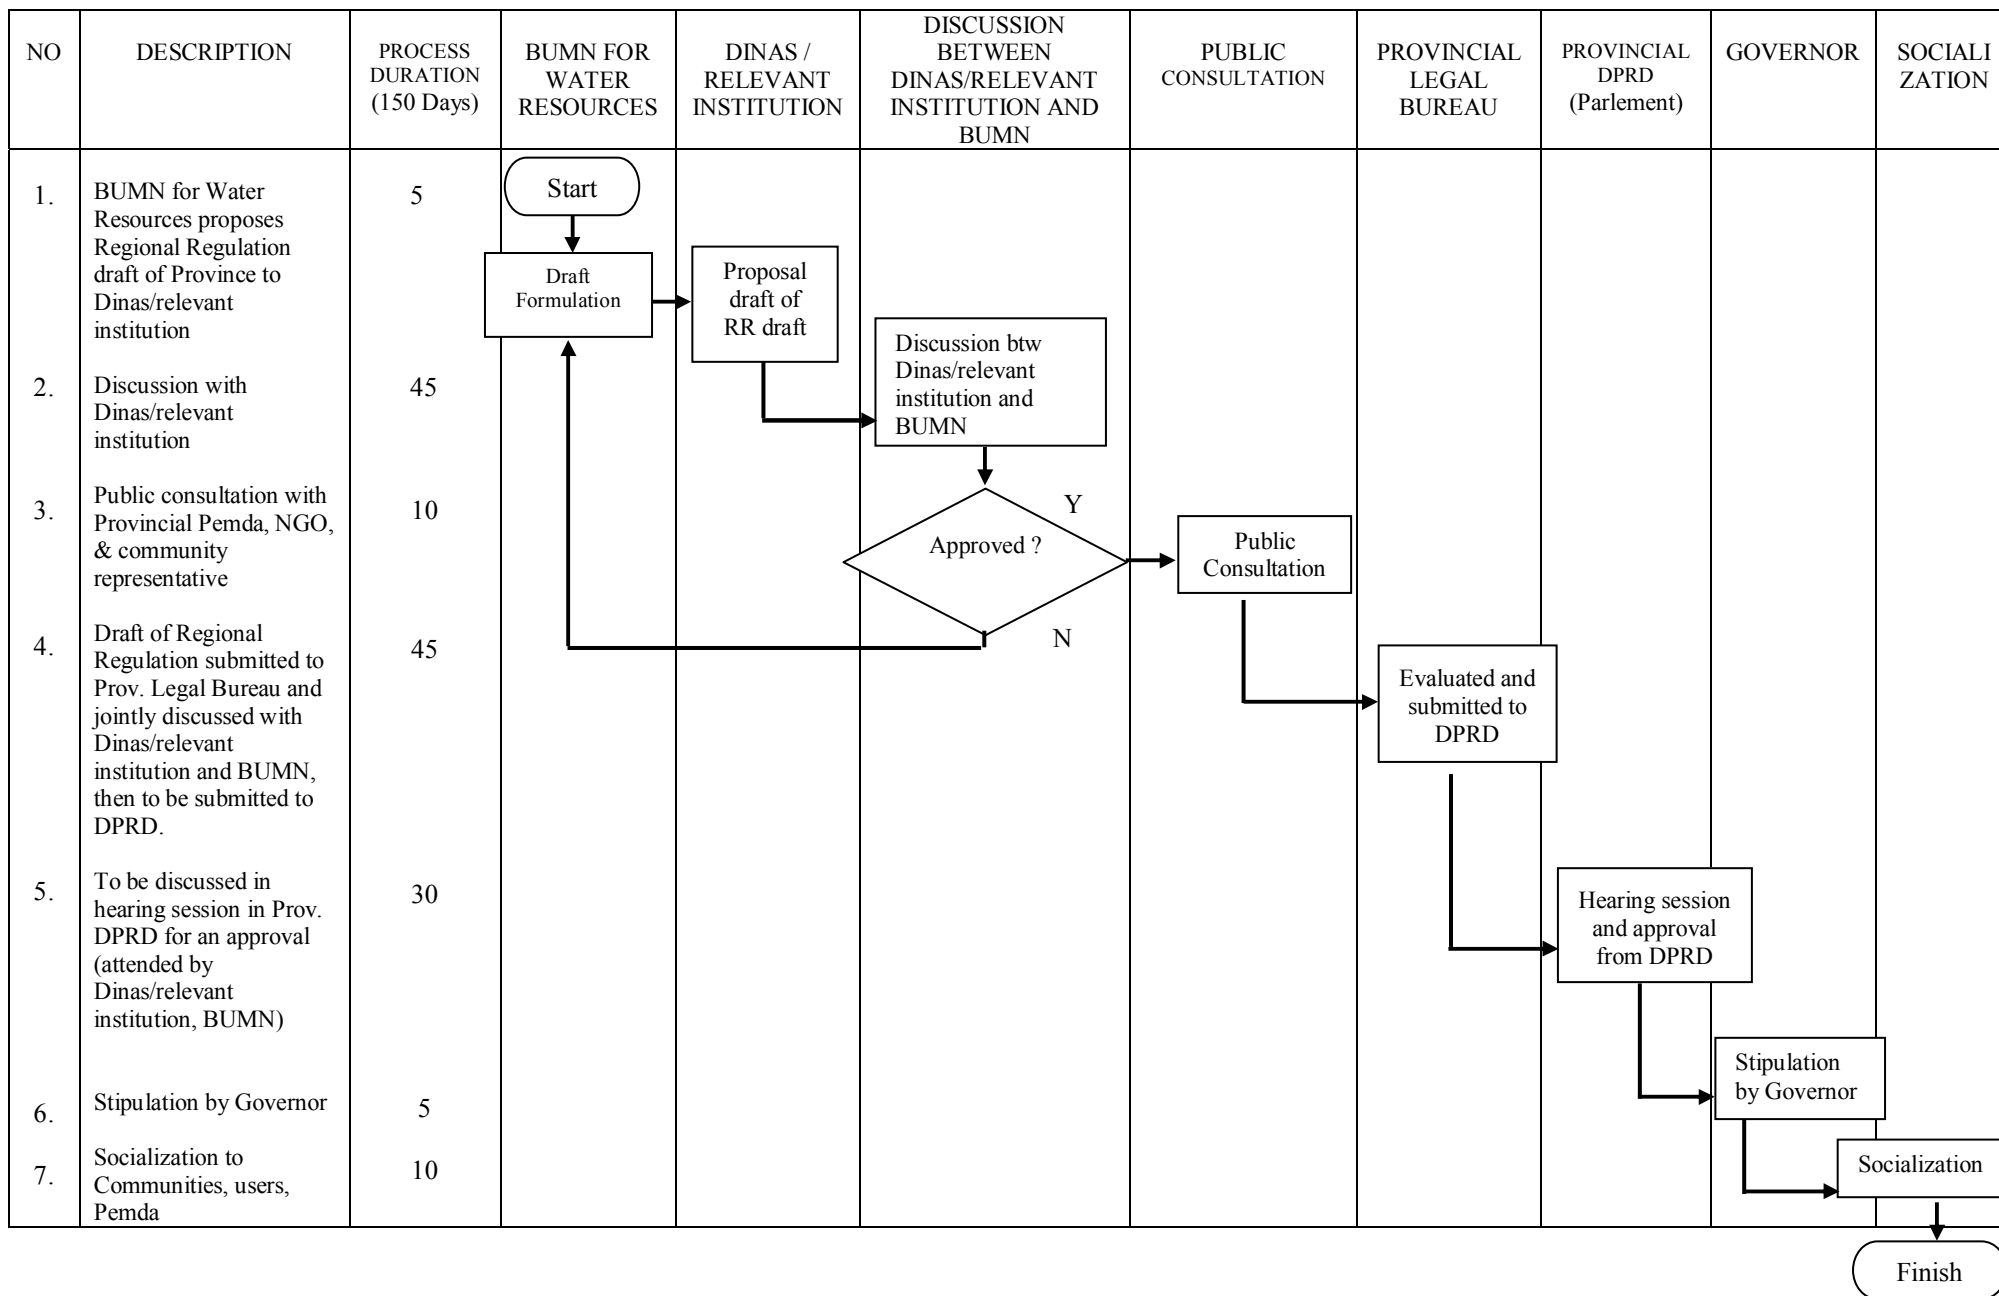 NO
DESCRIPTION
PROCESS
DURATION
(150 Days)
BUMN FOR
WATER
RESOURCES
DINAS /
RELEVANT
INSTITUTION
DISCUSSION
BETWEEN
DINAS/RELEVANT
INSTITUTION AND
BUMN
PUBLIC
CONSULTATION
PROVINCIAL
LEGAL
BUREAU
PROVINCIAL
DPRD
(Parlement)
GOVERNOR
SOCIALI
ZATION
1.
BUMN for Water
Resources proposes
Regional Regulation
draft of Province to
Dinas/relevant
institution
5
Start
Draft
Formulation
Proposal
draft of
RR draft
Discussion btw
Dinas/relevant
institution and
BUMN
2.
Discussion with
Dinas/relevant
institution
45
3.
Public consultation with
Provincial Pemda, NGO,
& community
representative
10
Approved ?
Y
N
Public
Consultation
4.
Draft of Regional
Regulation submitted to
Prov. Legal Bureau and
jointly discussed with
Dinas/relevant
institution and BUMN,
then to be submitted to
DPRD.
45
Evaluated and
submitted to
DPRD
5.
To be discussed in
hearing session in Prov.
DPRD for an approval
(attended by
Dinas/relevant
institution, BUMN)
30
Hearing session
and approval
from DPRD
6.
Stipulation by Governor
5
Stipulation
by Governor
7.
Socialization to
Communities, users,
Pemda
10
Socialization
Finish